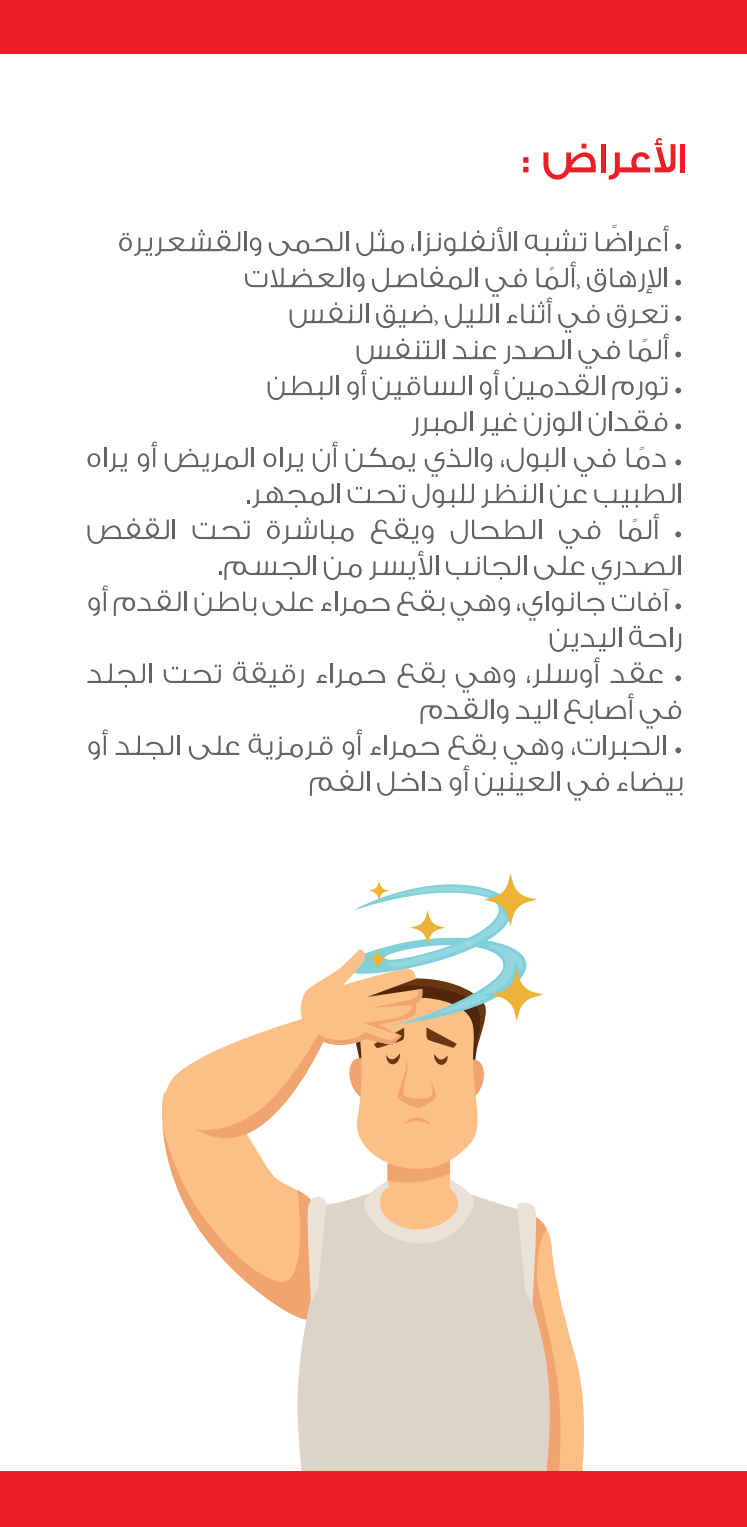 الأعراض :
• أعراضًا تشبه الأنفلونزا، مثل الحمى والقشعريرة
• الإرهاق ,ألمًا في المفاصل والعضلات
• تعرق في أثناء الليل ,ضيق النفس
• ألمًا في الصدر عند التنفس
• تورم القدمين أو الساقين أو البطن
• فقدان الوزن غير المبرر
• دمًا في البول، والذي يمكن أن يراه المريض أو يراه
الطبيب عن النظر للبول تحت المجهر.
• ألمًا في الطحال ويقع مباشرة تحت القفص
الصدري على الجانب الأيسر من الجسم.
• آفات جانواي، وهي بقع حمراء على باطن القدم أو
راحة اليدين
• عقد أوسلر، وهي بقع حمراء رقيقة تحت الجلد
في أصابع اليد والقدم
• الحبرات، وهي بقع حمراء أو قرمزية على الجلد أو
بيضاء في العينين أو داخل الفم